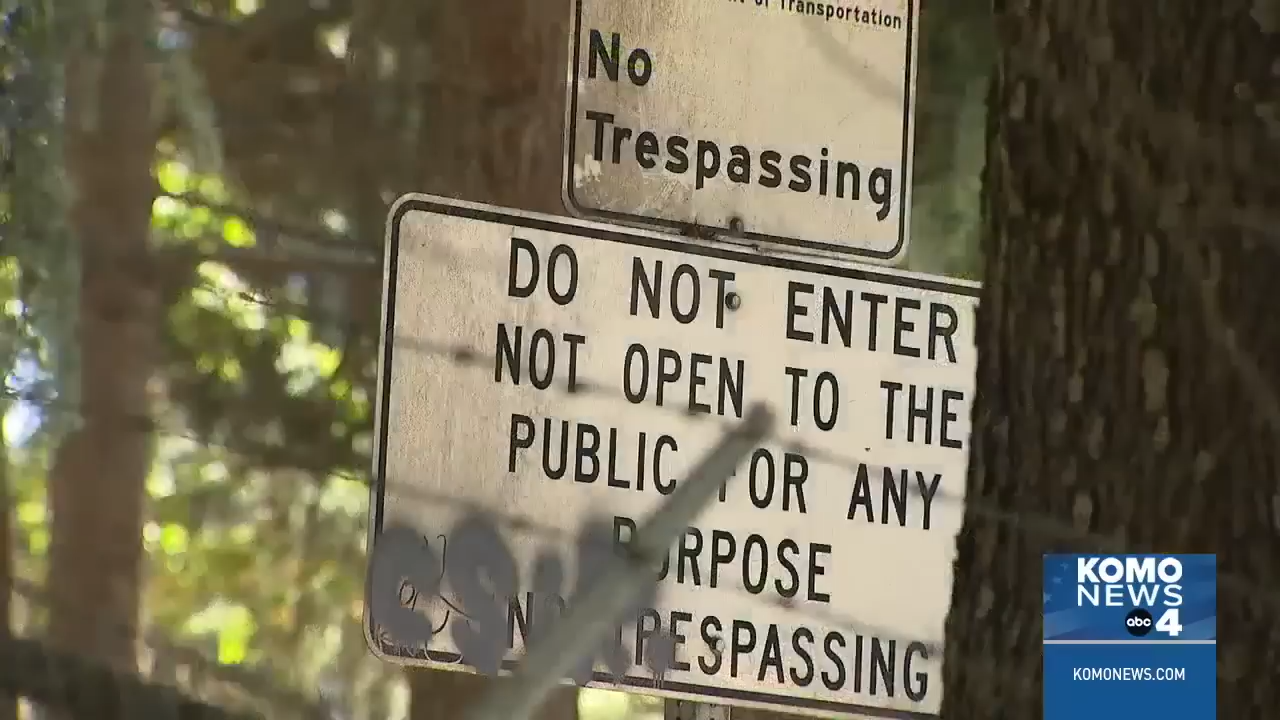 of Transportation
No
Trespassing
DO NOT ENTER
NOT OPEN TO THE
PUBLIC FOR ANY
PURPOSE
NO TRESPASSING
KOMO
NEWS
abc 4
KOMONEWS.COM